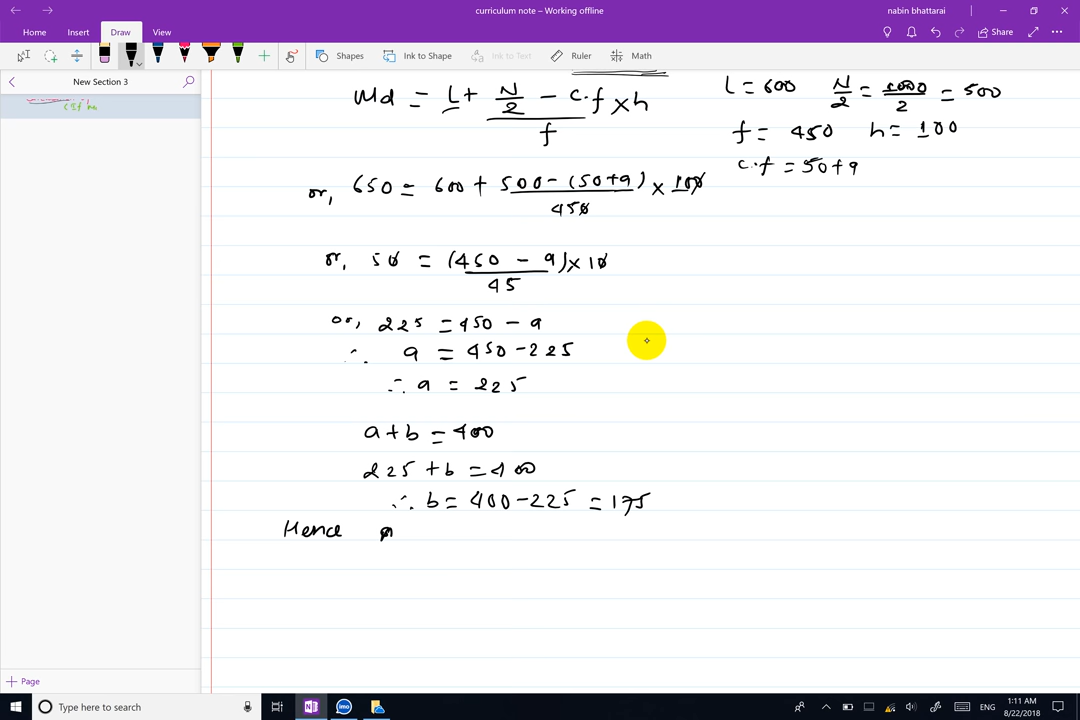 curriculum note – Working offline
nabin bhattarai
Home Insert Draw View
Share
Shapes Ink to Shape Ink to Text Ruler Math
New Section 3
Md = L + N/2 - c.f/f × h
L = 600 N/2 = 1000/2 = 500
f = 450 h = 100
c.f = 50 + a
or, 650 = 600 + 500 - (50+a)/450 × 100
or, 50 = (450 - a)/45 × 10
or, 225 = 450 - a
∴ a = 450 - 225
∴ a = 225
a + b = 400
225 + b = 400
∴ b = 400 - 225 = 175
Hence
+ Page
Type here to search
ENG
1:11 AM
8/22/2018